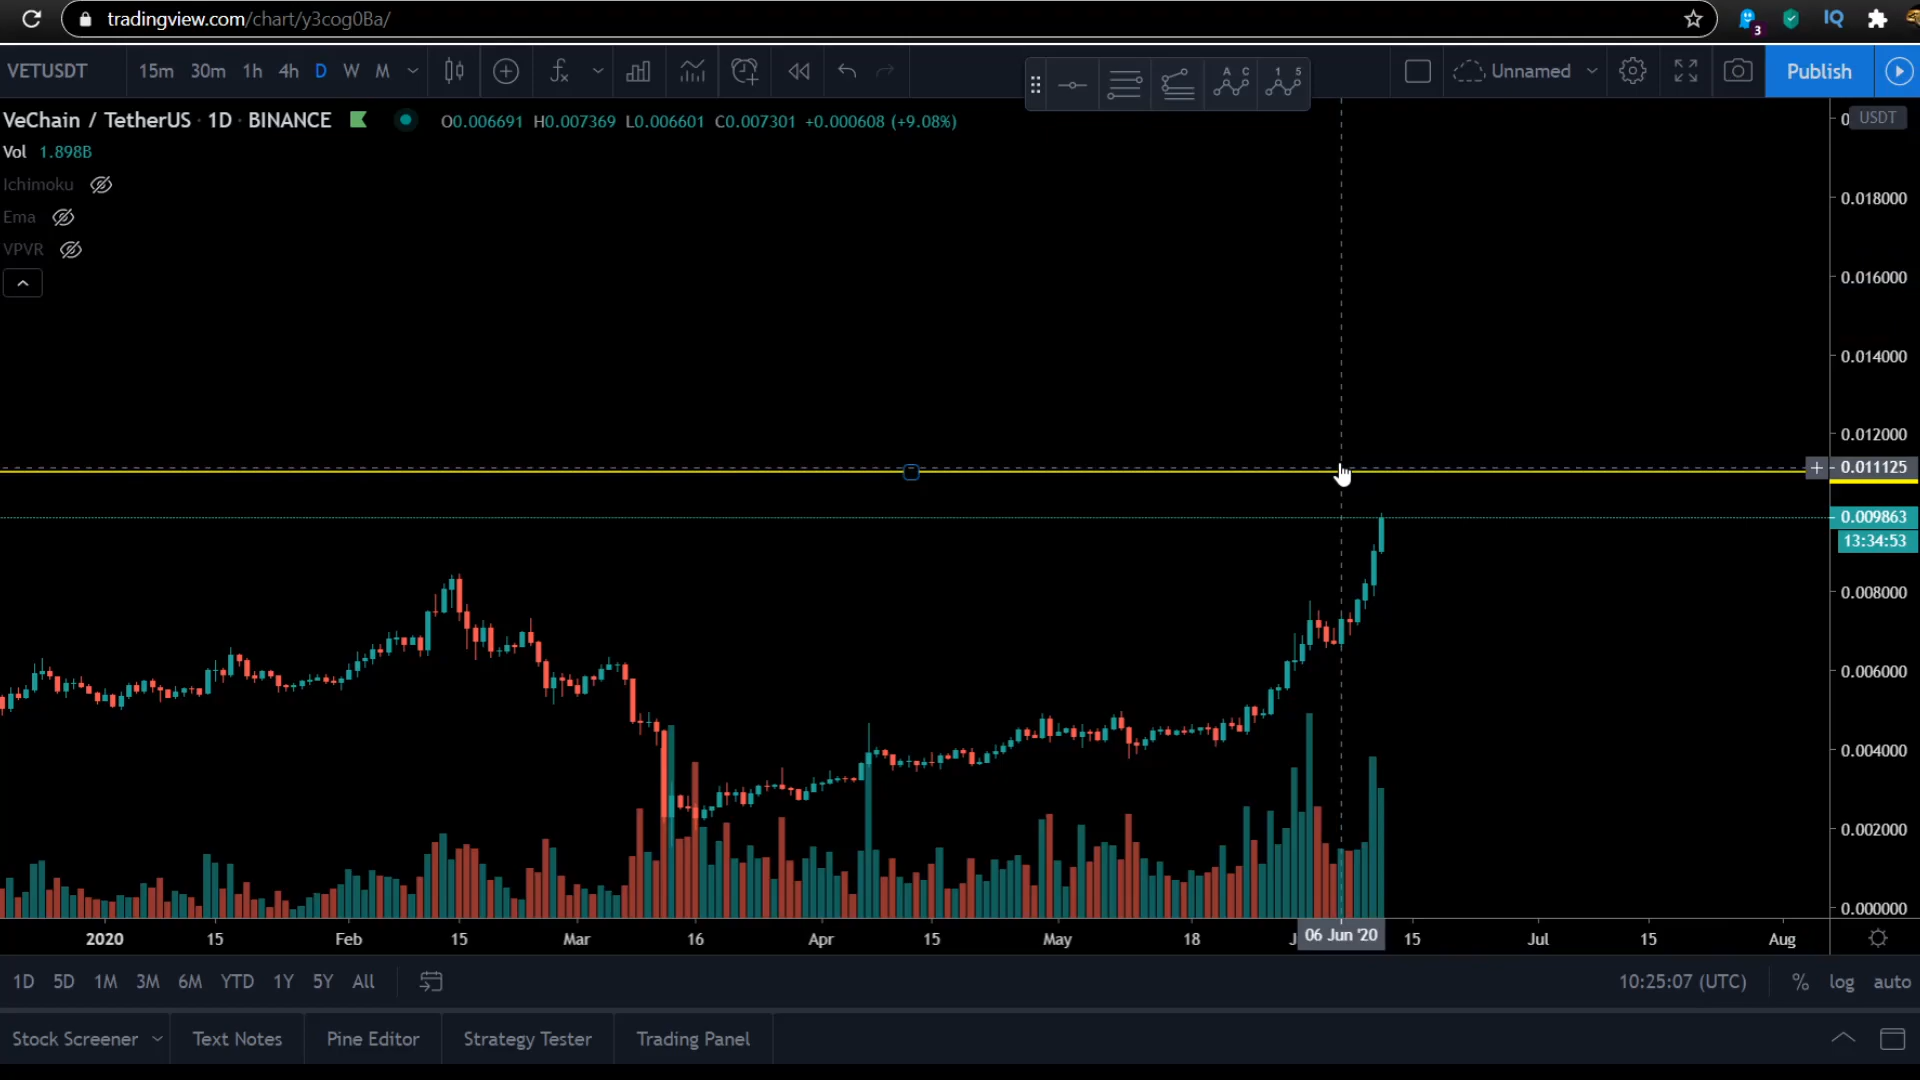 tradingview.com/chart/y3cog0Ba/
3
IQ
VETUSDT 15m 30m 1h 4h D W M
A C
1 5
Unnamed
Publish
VeChain / TetherUS · 1D · BINANCE O0.006691 H0.007369 L0.006601 C0.007301 +0.000608 (+9.08%)
USDT
Vol 1.898B
Ichimoku
Ema
VPVR
0.018000
0.016000
0.014000
0.012000
0.011125
0.009863
13:34:53
0.008000
0.006000
0.004000
0.002000
0.000000
2020 15 Feb 15 Mar 16 Apr 15 May 18 06 Jun '20 15 Jul 15 Aug
1D 5D 1M 3M 6M YTD 1Y 5Y All 10:25:07 (UTC) % log auto
Stock Screener Text Notes Pine Editor Strategy Tester Trading Panel